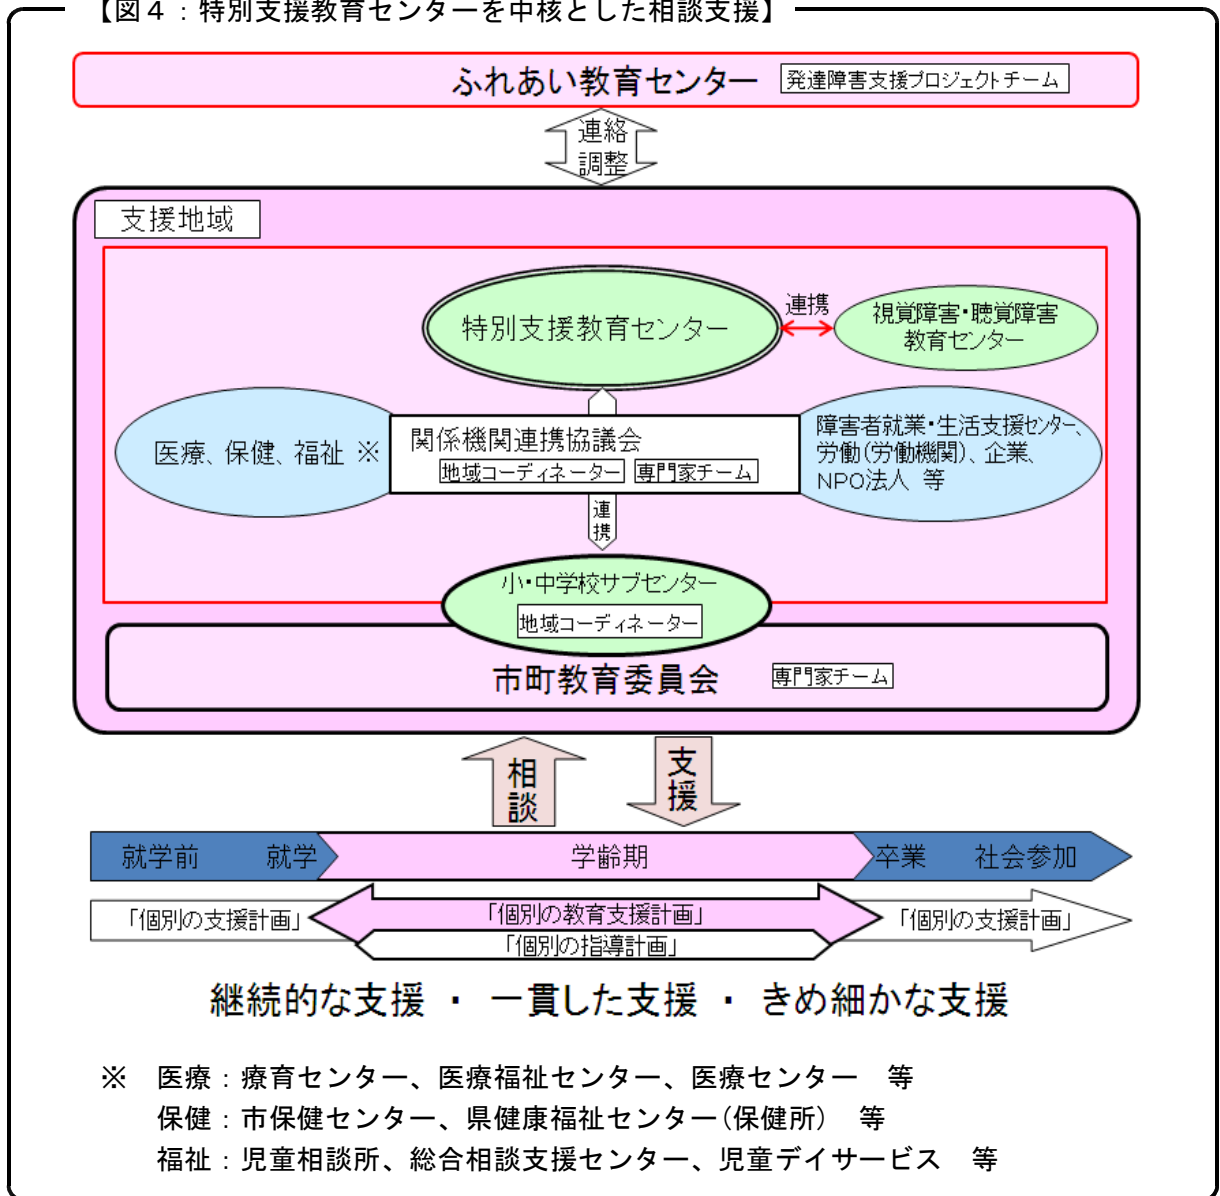 【図４：特別支援教育センターを中核とした相談支援】
ふれあい教育センター 発達障害支援プロジェクトチーム
連絡
調整
支援地域
特別支援教育センター
連携
視覚障害・聴覚障害
教育センター
医療、保健、福祉 ※
関係機関連携協議会
地域コーディネーター 専門家チーム
障害者就業・生活支援センター、
労働(労働機関)、企業、
NPO法人 等
連
携
小・中学校サブセンター
地域コーディネーター
市町教育委員会 専門家チーム
相
談
支
援
就学前 就学 学齢期 卒業 社会参加
「個別の支援計画」 「個別の教育支援計画」 「個別の支援計画」
「個別の指導計画」
継続的な支援 ・ 一貫した支援 ・ きめ細かな支援
※ 医療：療育センター、医療福祉センター、医療センター 等
保健：市保健センター、県健康福祉センター(保健所) 等
福祉：児童相談所、総合相談支援センター、児童デイサービス 等